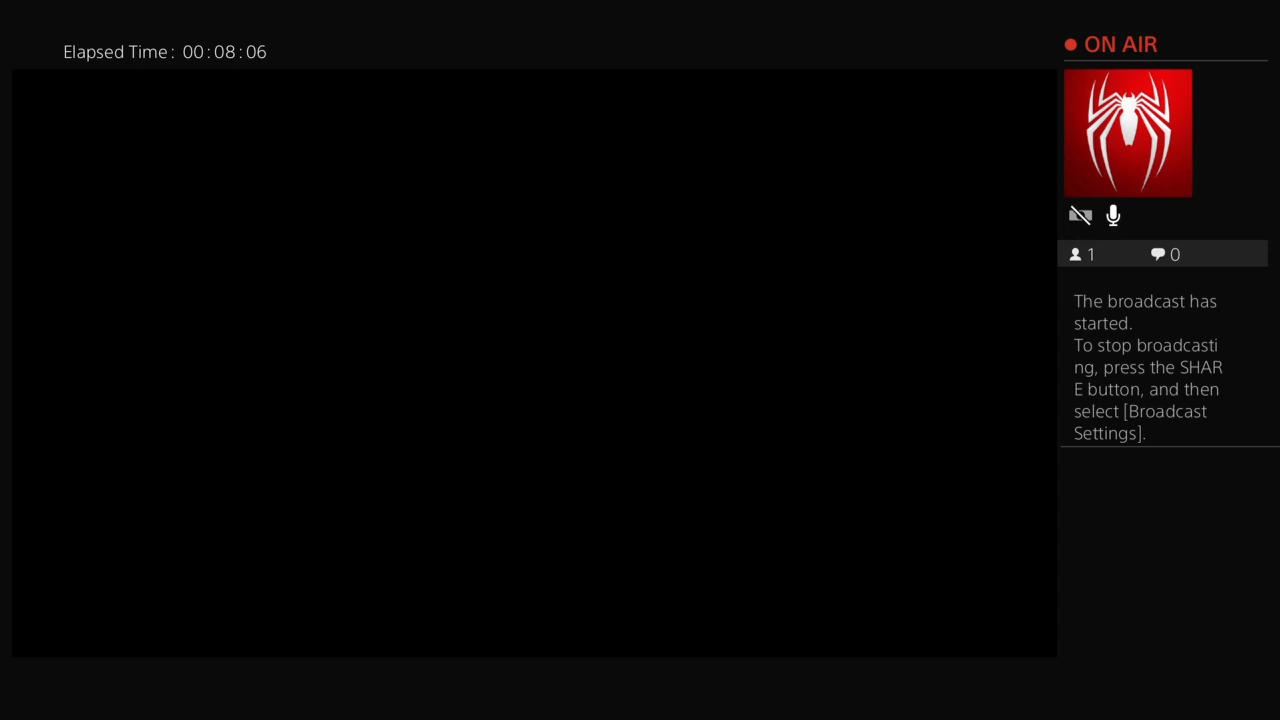 Elapsed Time: 00:08:06
ON AIR
1 0
The broadcast has
started.
To stop broadcasti
ng, press the SHAR
E button, and then
select [Broadcast
Settings].